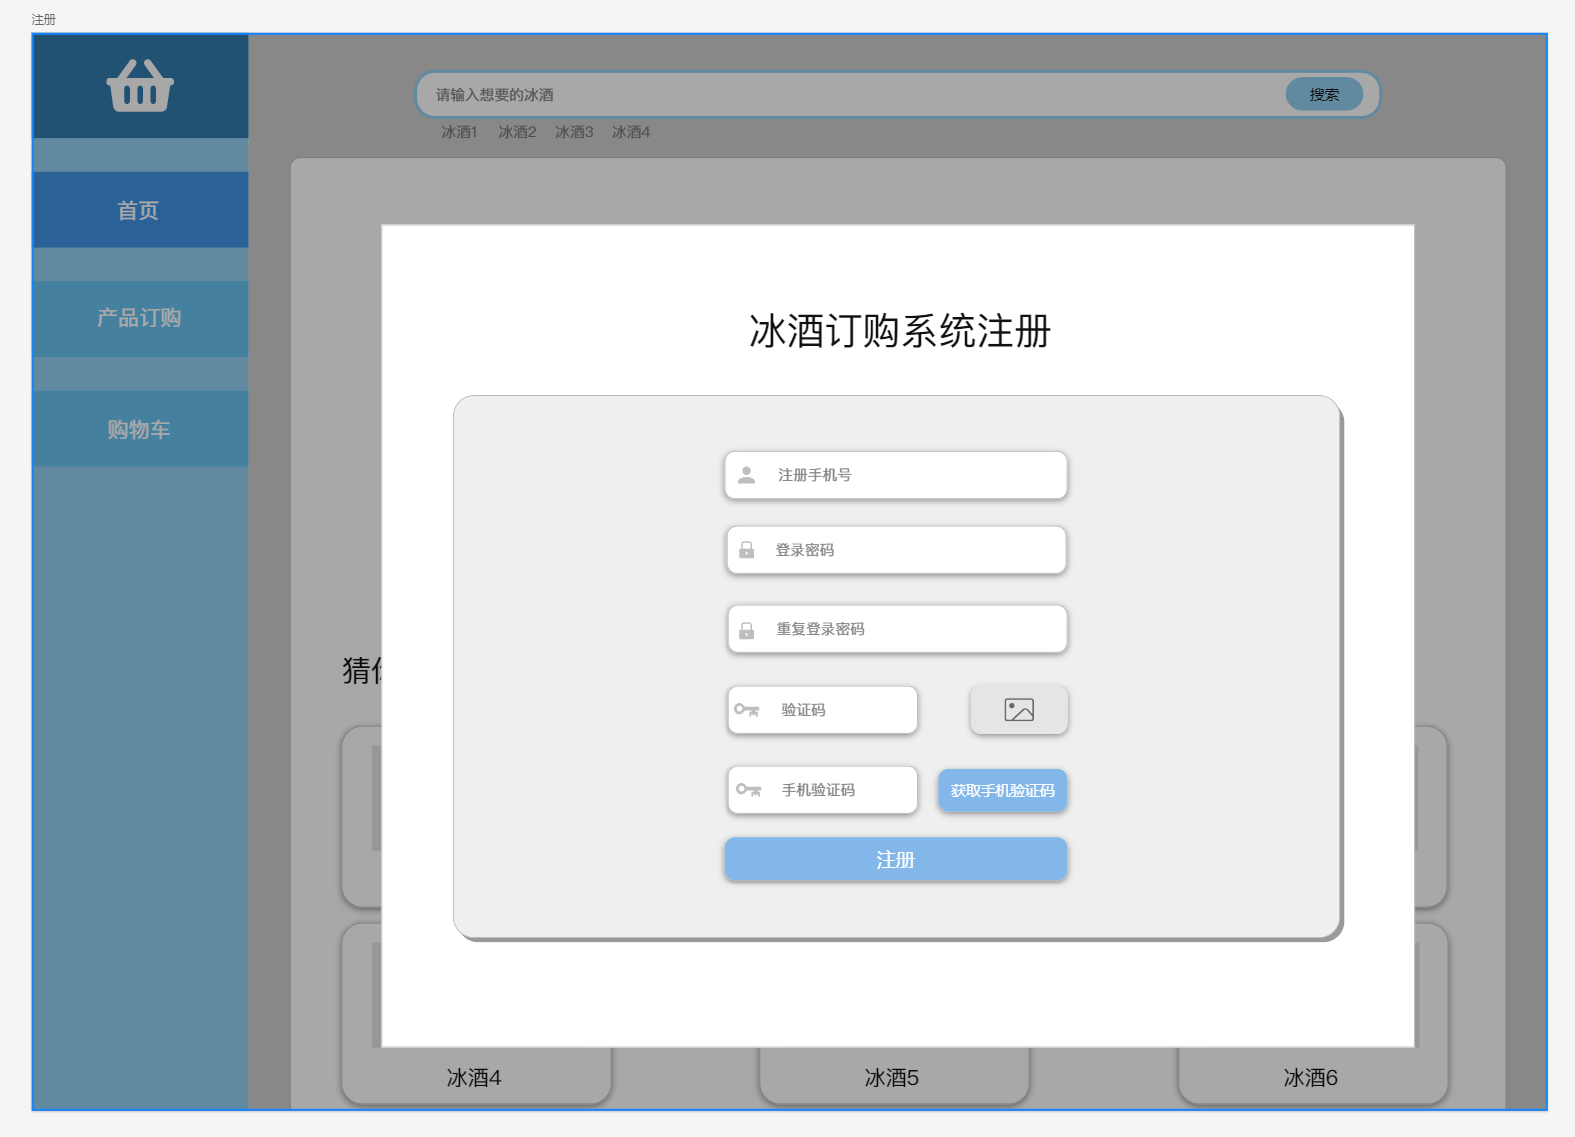 注册
请输入想要的冰酒
搜索
冰酒1 冰酒2 冰酒3 冰酒4
首页
产品订购
购物车
冰酒订购系统注册
注册手机号
登录密码
重复登录密码
验证码
手机验证码 获取手机验证码
注册
猜
冰酒4 冰酒5 冰酒6